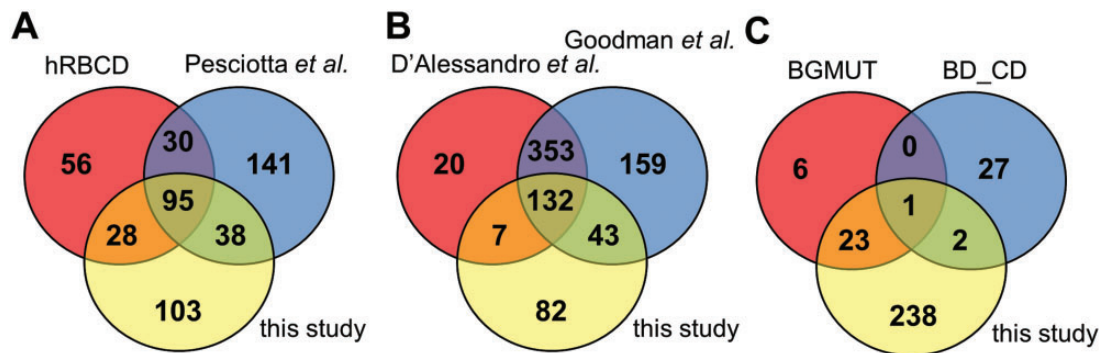 A
hRBCD
Pesciotta et al.
30
56
141
95
28
38
103
this study
B
Goodman et al.
D'Alessandro et al.
353
20
159
132
7
43
82
this study
C
BGMUT
BD_CD
0
6
27
1
23
2
238
this study